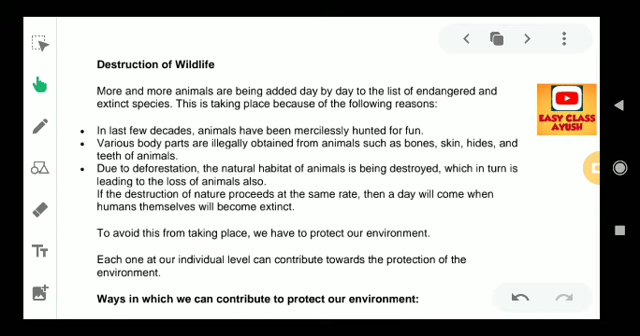 Destruction of Wildlife
More and more animals are being added day by day to the list of endangered and
extinct species. This is taking place because of the following reasons:
In last few decades, animals have been mercilessly hunted for fun.
Various body parts are illegally obtained from animals such as bones, skin, hides, and
teeth of animals.
Due to deforestation, the natural habitat of animals is being destroyed, which in turn is
leading to the loss of animals also.
If the destruction of nature proceeds at the same rate, then a day will come when
humans themselves will become extinct.
To avoid this from taking place, we have to protect our environment.
Each one at our individual level can contribute towards the protection of the
environment.
Ways in which we can contribute to protect our environment:
EASY CLASS
AYUSH
TT